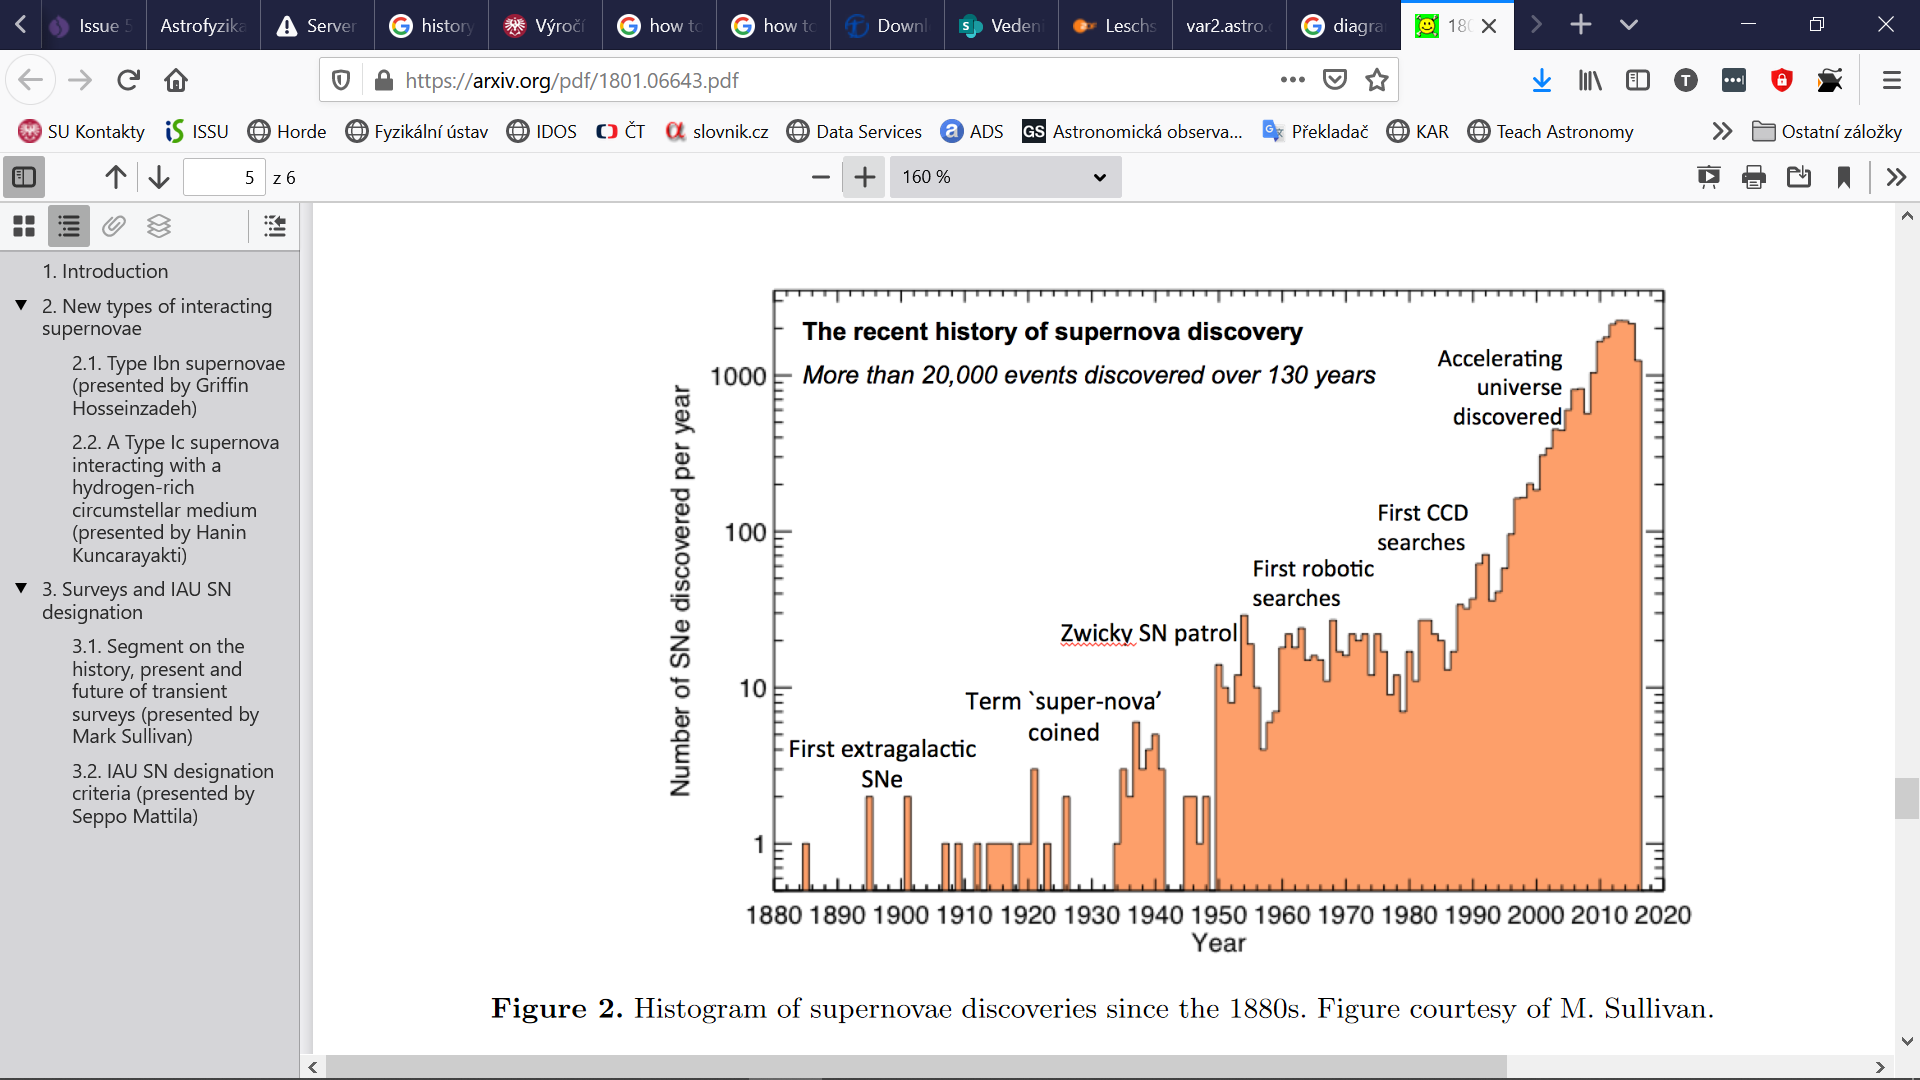 Issue 5
Astrofyzika
Server
history
Výročí
how to
how to
Downl
Vedeni
Leschs
var2.astro.
diagra
180
https://arxiv.org/pdf/1801.06643.pdf
SU Kontakty
ISSU
Horde
Fyzikální ústav
IDOS
ČT
slovnik.cz
Data Services
a ADS
GS Astronomická observa...
Překladač
KAR
Teach Astronomy
Ostatní záložky
5 z 6
160 %
1. Introduction
2. New types of interacting
supernovae
2.1. Type Ibn supernovae
(presented by Griffin
Hosseinzadeh)
2.2. A Type Ic supernova
interacting with a
hydrogen-rich
circumstellar medium
(presented by Hanin
Kuncarayakti)
3. Surveys and IAU SN
designation
3.1. Segment on the
history, present and
future of transient
surveys (presented by
Mark Sullivan)
3.2. IAU SN designation
criteria (presented by
Seppo Mattila)
The recent history of supernova discovery
More than 20,000 events discovered over 130 years
Accelerating
universe
discovered
First CCD
searches
First robotic
searches
Zwicky SN patrol
Term `super-nova’
coined
First extragalactic
SNe
Number of SNe discovered per year
1000
100
10
1
1880 1890 1900 1910 1920 1930 1940 1950 1960 1970 1980 1990 2000 2010 2020
Year
Figure 2. Histogram of supernovae discoveries since the 1880s. Figure courtesy of M. Sullivan.